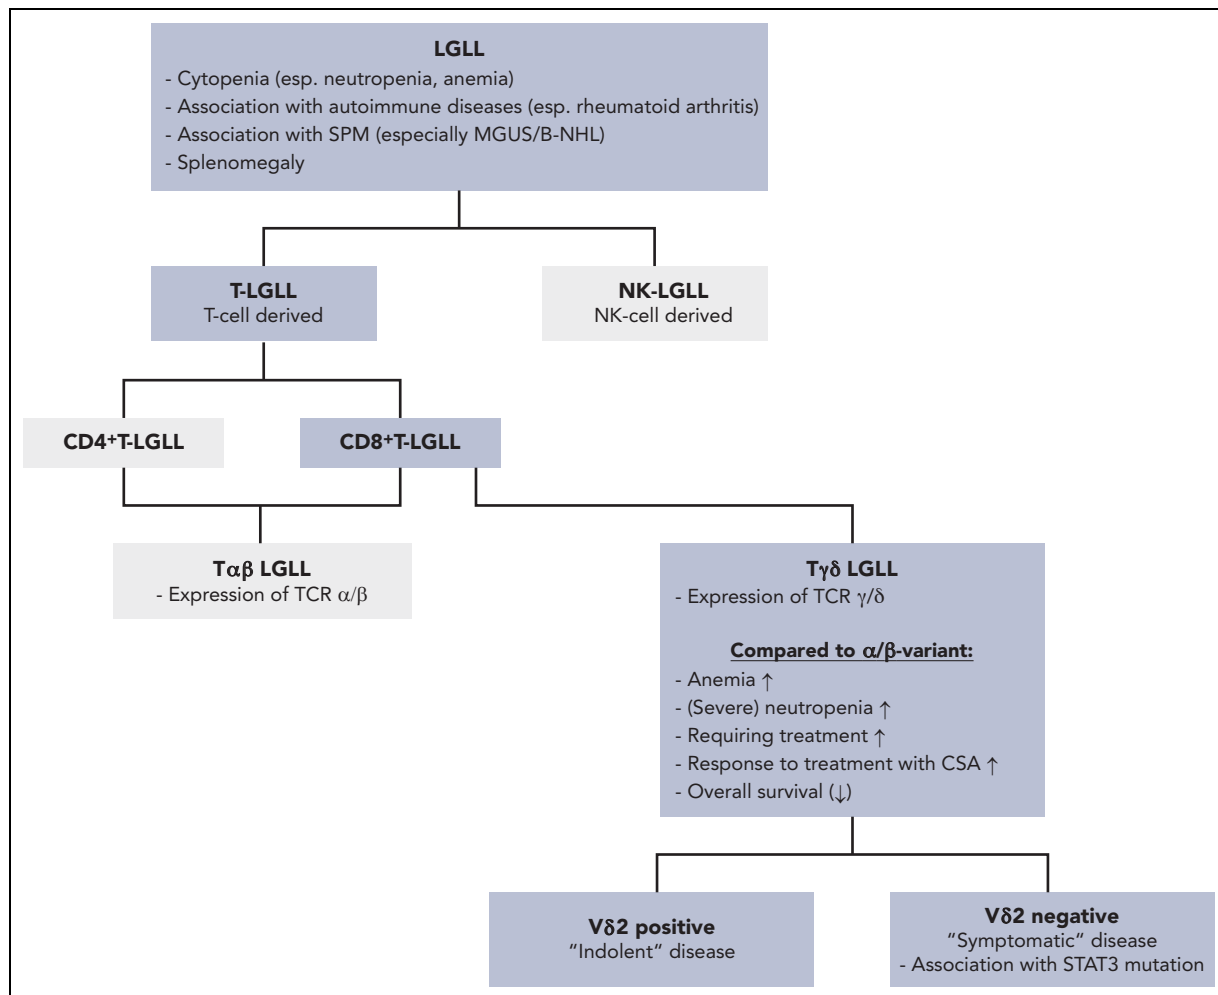 LGLL
- Cytopenia (esp. neutropenia, anemia)
- Association with autoimmune diseases (esp. rheumatoid arthritis)
- Association with SPM (especially MGUS/B-NHL)
- Splenomegaly
T-LGLL
T-cell derived
NK-LGLL
NK-cell derived
CD4⁺T-LGLL
CD8⁺T-LGLL
Tαβ LGLL
- Expression of TCR α/β
Tγδ LGLL
- Expression of TCR γ/δ
Compared to α/β-variant:
- Anemia ↑
- (Severe) neutropenia ↑
- Requiring treatment ↑
- Response to treatment with CSA ↑
- Overall survival (↓)
Vδ2 positive
“Indolent“ disease
Vδ2 negative
“Symptomatic“ disease
- Association with STAT3 mutation